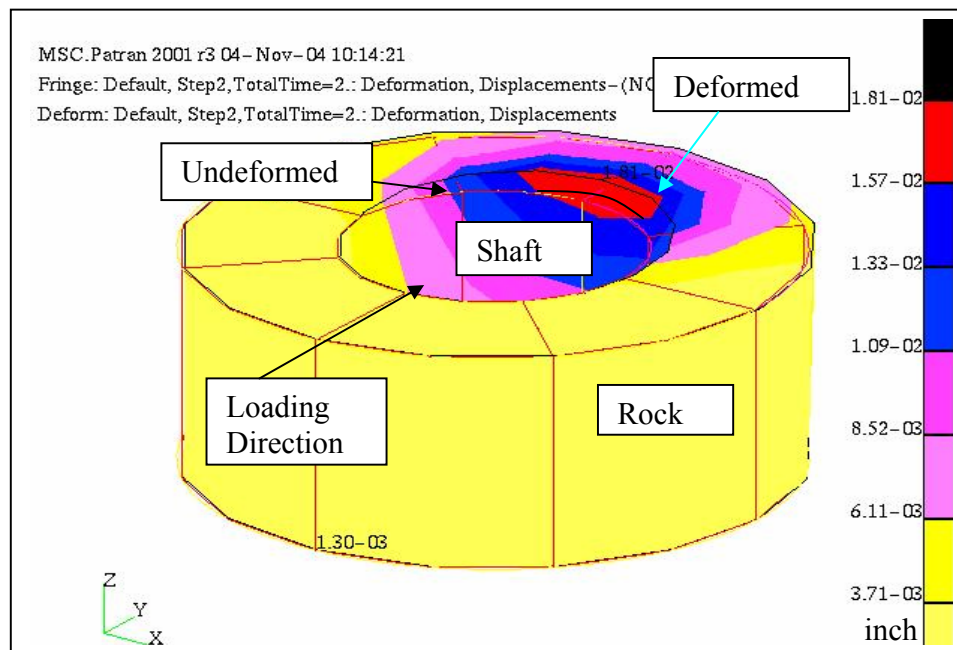 MSC.Patran 2001 r3 04-Nov-04 10:14:21
Fringe: Default, Step2,TotalTime=2.: Deformation, Displacements-(NO
Deform: Default, Step2,TotalTime=2.: Deformation, Displacements
Deformed
Undeformed
1.81-02
Shaft
Loading
Direction
Rock
1.30-03
Z
Y
X
1.81-02
1.57-02
1.33-02
1.09-02
8.52-03
6.11-03
3.71-03
inch